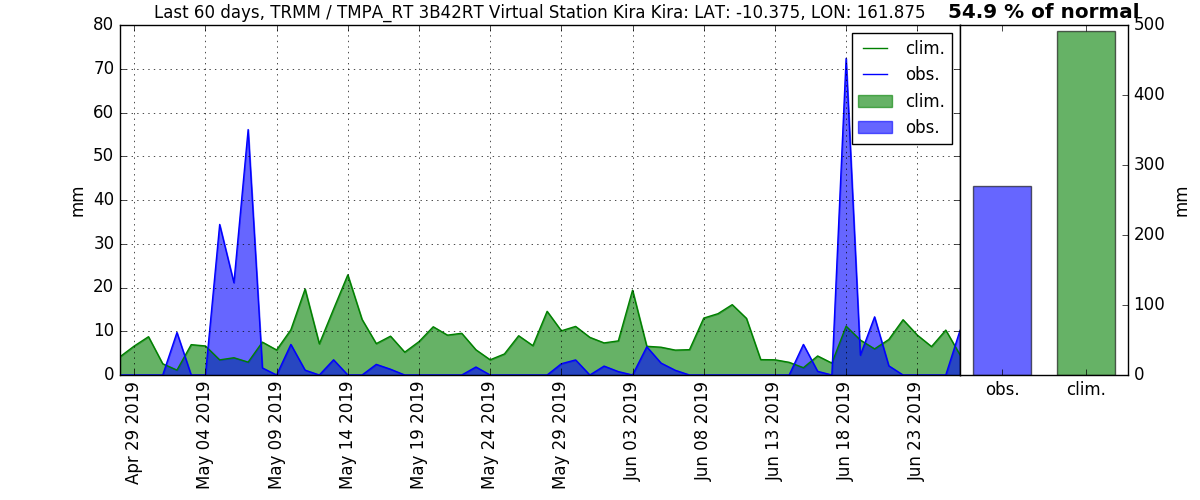 Last 60 days, TRMM / TMPA_RT 3B42RT Virtual Station Kira Kira: LAT: -10.375, LON: 161.875
54.9 % of normal
80
70
60
50
40
30
20
10
0
mm
clim.
obs.
clim.
obs.
Apr 29 2019
May 04 2019
May 09 2019
May 14 2019
May 19 2019
May 24 2019
May 29 2019
Jun 03 2019
Jun 08 2019
Jun 13 2019
Jun 18 2019
Jun 23 2019
500
400
300
200
100
0
mm
obs.
clim.